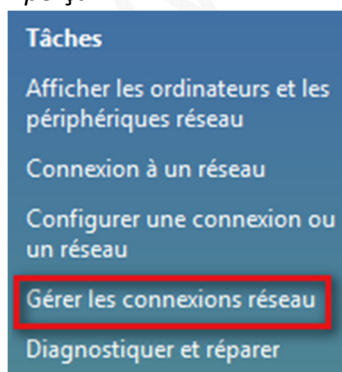 Tâches
Afficher les ordinateurs et les
périphériques réseau
Connexion à un réseau
Configurer une connexion ou
un réseau
Gérer les connexions réseau
Diagnostiquer et réparer